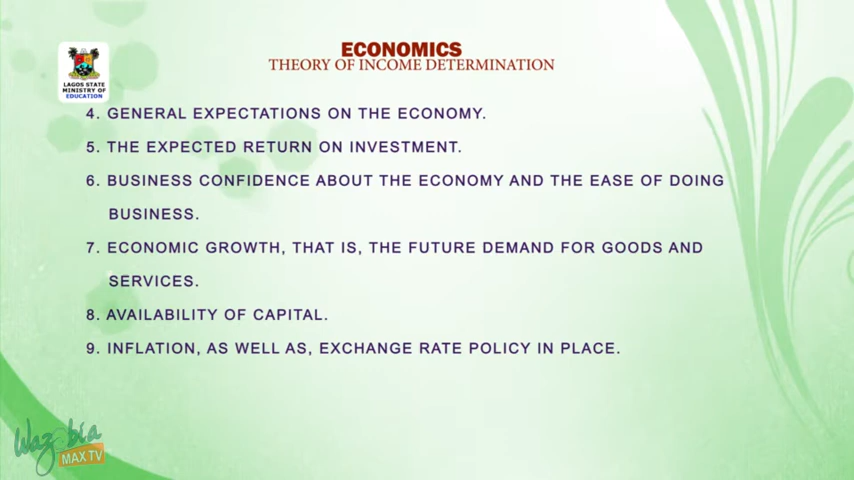 ECONOMICS
THEORY OF INCOME DETERMINATION
LAGOS STATE
MINISTRY OF
EDUCATION
4. GENERAL EXPECTATIONS ON THE ECONOMY.
5. THE EXPECTED RETURN ON INVESTMENT.
6. BUSINESS CONFIDENCE ABOUT THE ECONOMY AND THE EASE OF DOING
BUSINESS.
7. ECONOMIC GROWTH, THAT IS, THE FUTURE DEMAND FOR GOODS AND
SERVICES.
8. AVAILABILITY OF CAPITAL.
9. INFLATION, AS WELL AS, EXCHANGE RATE POLICY IN PLACE.
Wazobia
MAX TV